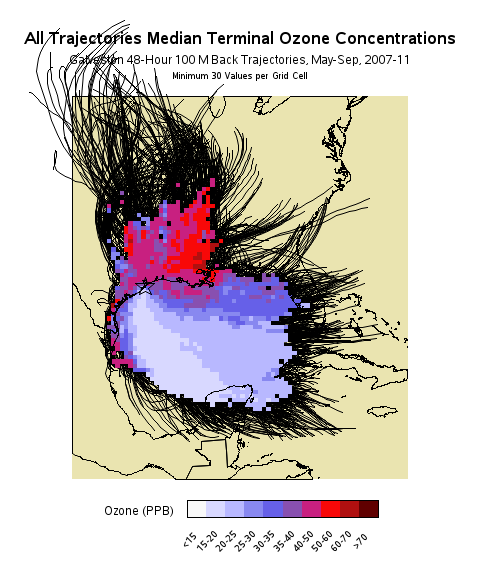 All Trajectories Median Terminal Ozone Concentrations
Galveston 48-Hour 100 M Back Trajectories, May-Sep, 2007-11
Minimum 30 Values per Grid Cell
Ozone (PPB)
<15
15-20
20-25
25-30
30-35
35-40
40-50
50-60
60-70
>70